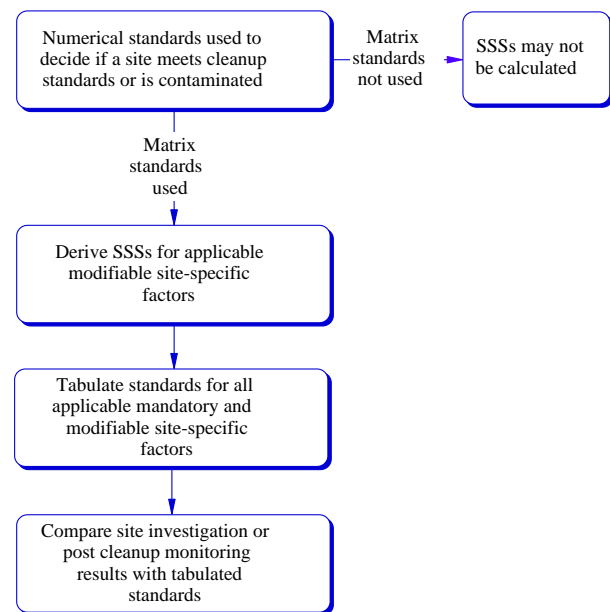 Numerical standards used to
decide if a site meets cleanup
standards or is contaminated
Matrix
standards
not used
SSSs may not
be calculated
Matrix
standards
used
Derive SSSs for applicable
modifiable site-specific
factors
Tabulate standards for all
applicable mandatory and
modifiable site-specific
factors
Compare site investigation or
post cleanup monitoring
results with tabulated
standards